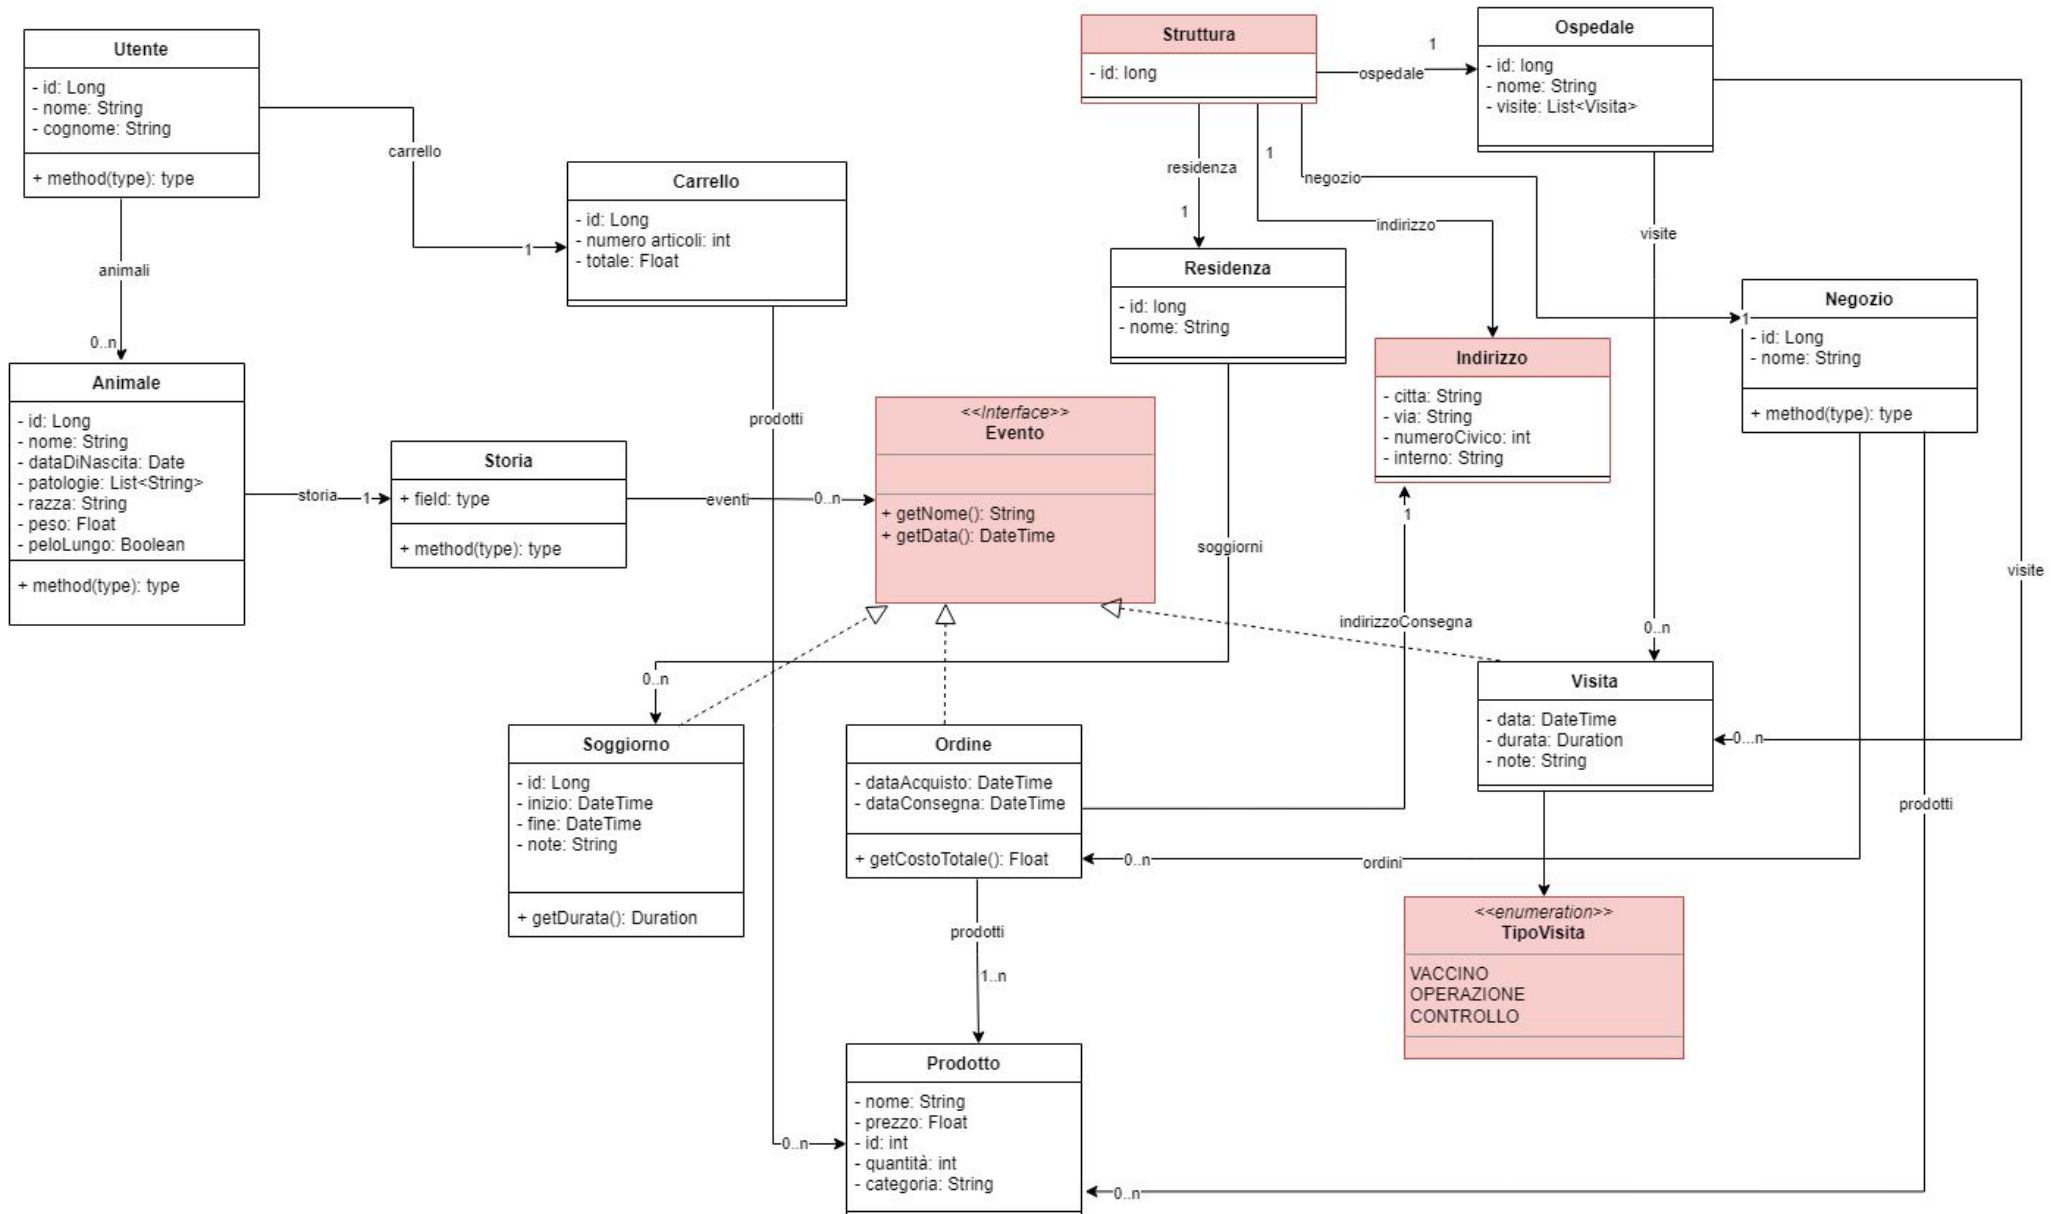 Utente
- id: Long
- nome: String
- cognome: String
+ method(type): type
carrello
1
animali
0..n
Carrello
- id: Long
- numero articoli: int
- totale: Float
prodotti
0..n
Struttura
- id: long
ospedale
1
residenza
1
1
indirizzo
negozio
1
Ospedale
- id: long
- nome: String
- visite: List<Visita>
visite
0..n
visite
0...n
Residenza
- id: long
- nome: String
soggiorni
0..n
Indirizzo
- citta: String
- via: String
- numeroCivico: int
- interno: String
Negozio
- id: Long
- nome: String
+ method(type): type
ordini
0..n
prodotti
0..n
Animale
- id: Long
- nome: String
- dataDiNascita: Date
- patologie: List<String>
- razza: String
- peso: Float
- peloLungo: Boolean
+ method(type): type
storia
1
Storia
+ field: type
+ method(type): type
eventi
0..n
<<Interface>>
Evento
+ getNome(): String
+ getData(): DateTime
Soggiorno
- id: Long
- inizio: DateTime
- fine: DateTime
- note: String
+ getDurata(): Duration
Ordine
- dataAcquisto: DateTime
- dataConsegna: DateTime
+ getCostoTotale(): Float
indirizzoConsegna
1
prodotti
1..n
Visita
- data: DateTime
- durata: Duration
- note: String
<<enumeration>>
TipoVisita
VACCINO
OPERAZIONE
CONTROLLO
Prodotto
- nome: String
- prezzo: Float
- id: int
- quantità: int
- categoria: String